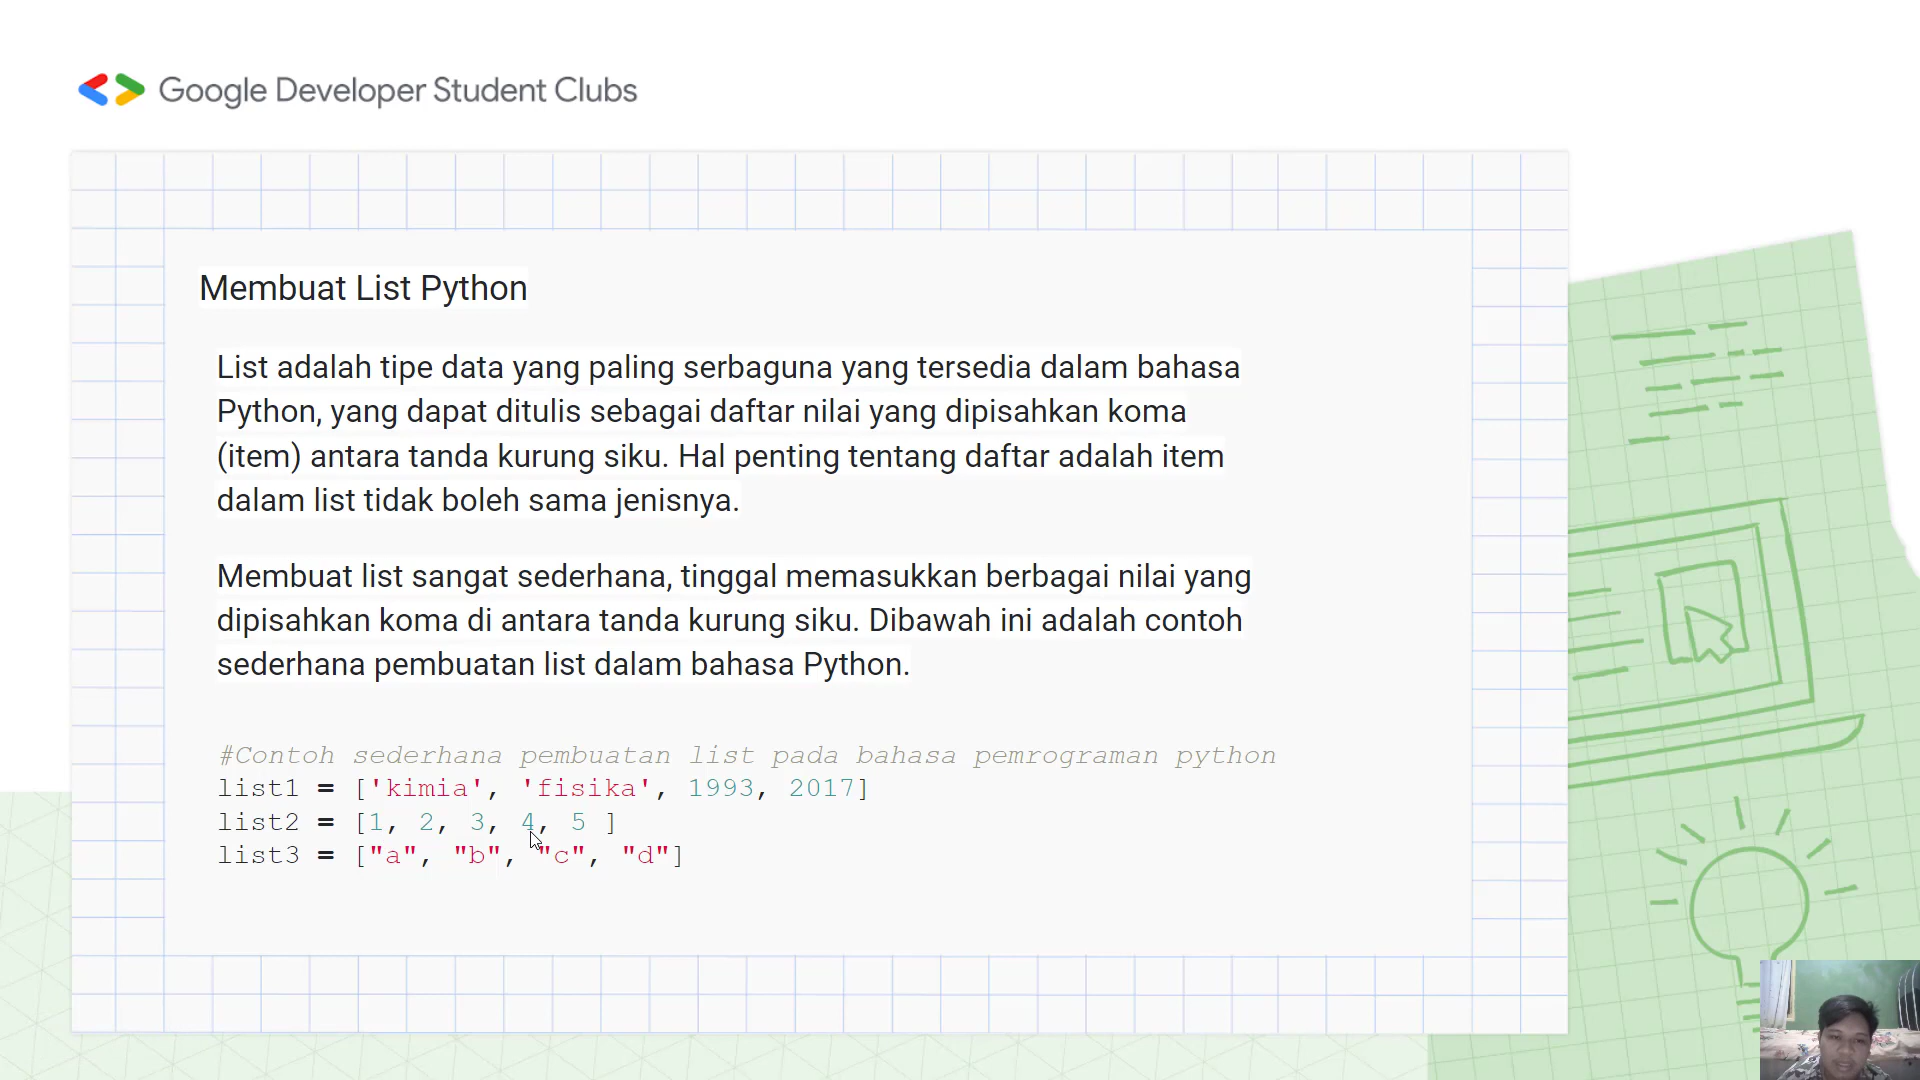 Google Developer Student Clubs
Membuat List Python
List adalah tipe data yang paling serbaguna yang tersedia dalam bahasa
Python, yang dapat ditulis sebagai daftar nilai yang dipisahkan koma
(item) antara tanda kurung siku. Hal penting tentang daftar adalah item
dalam list tidak boleh sama jenisnya.
Membuat list sangat sederhana, tinggal memasukkan berbagai nilai yang
dipisahkan koma di antara tanda kurung siku. Dibawah ini adalah contoh
sederhana pembuatan list dalam bahasa Python.
#Contoh sederhana pembuatan list pada bahasa pemrograman python
list1 = ['kimia', 'fisika', 1993, 2017]
list2 = [1, 2, 3, 4, 5 ]
list3 = ["a", "b", "c", "d"]